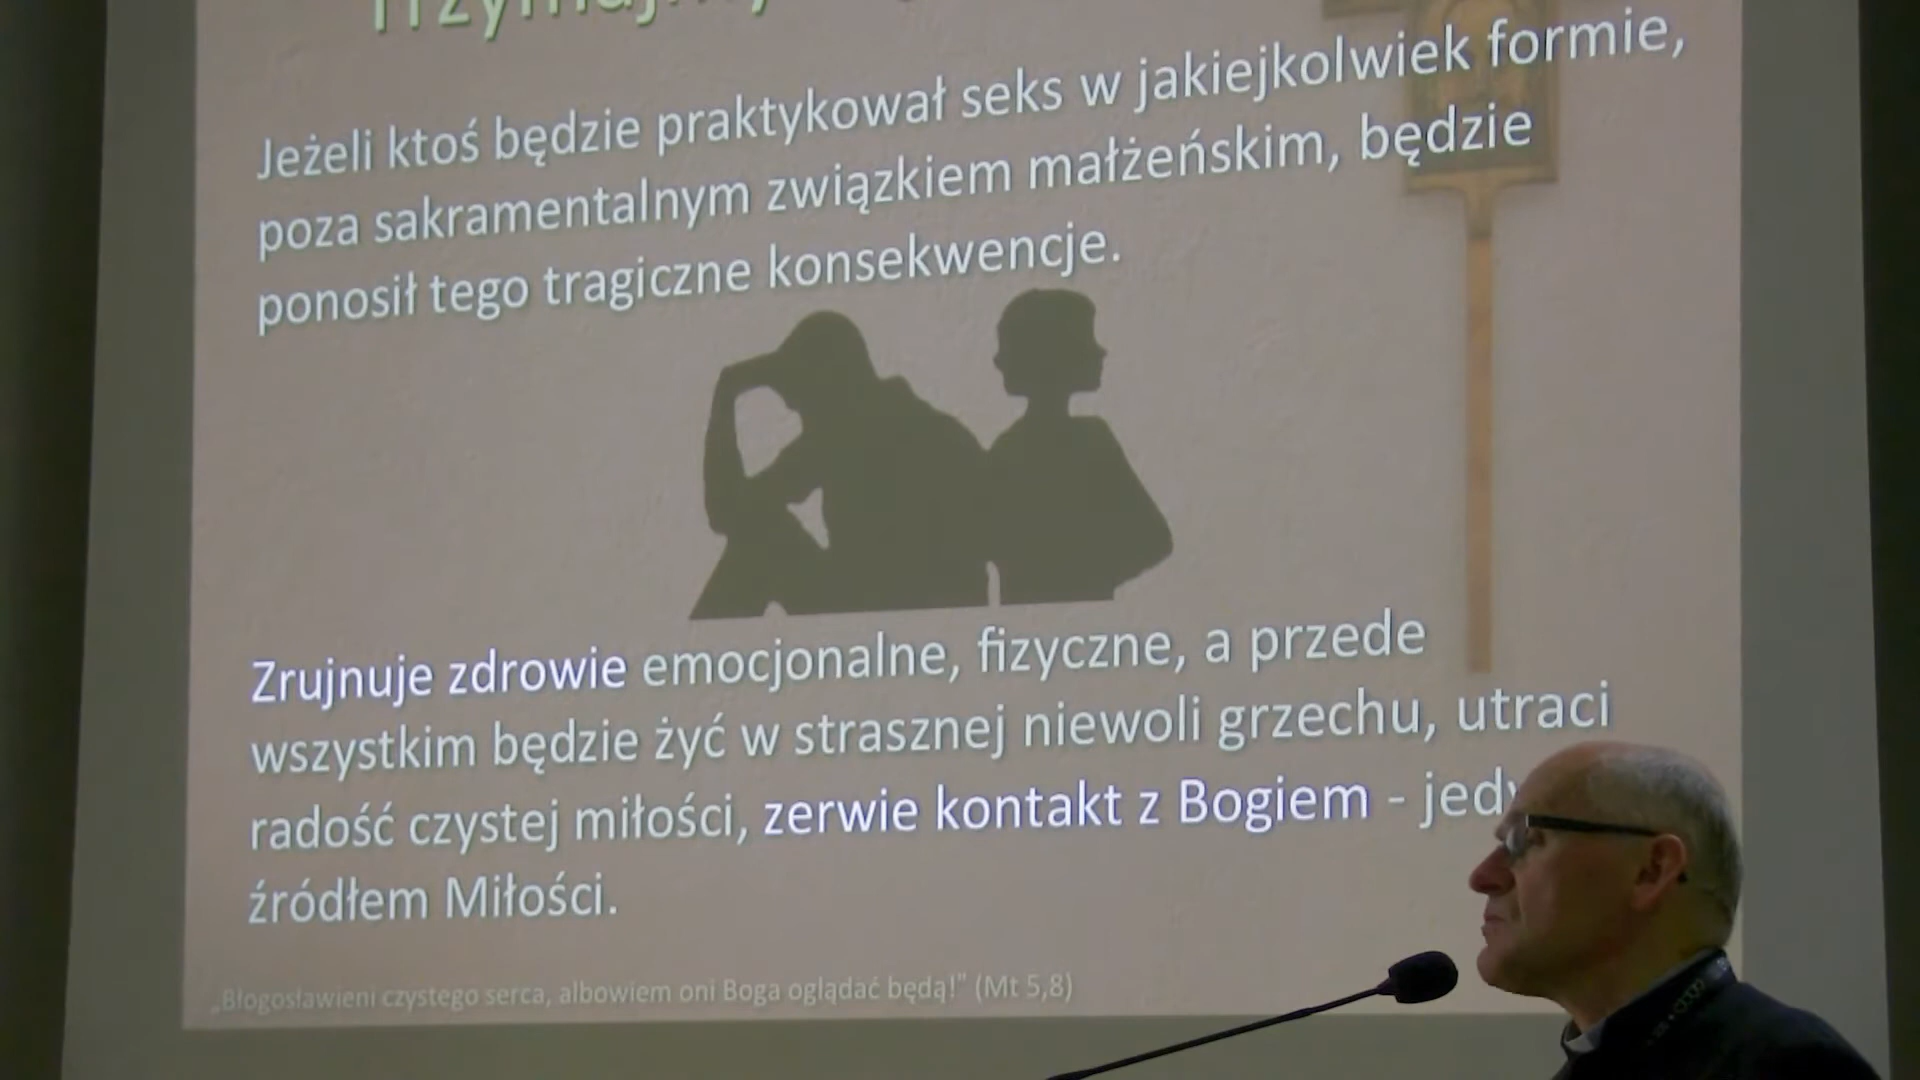 Jeżeli ktoś będzie praktykował seks w jakiejkolwiek formie,
poza sakramentalnym związkiem małżeńskim, będzie
ponosił tego tragiczne konsekwencje.
Zrujnuje zdrowie emocjonalne, fizyczne, a przede
wszystkim będzie żyć w strasznej niewoli grzechu, utraci
radość czystej miłości, zerwie kontakt z Bogiem -
źródłem Miłości.
„Błogosławieni czystego serca, albowiem oni Boga oglądać będą!" (Mt 5,8)